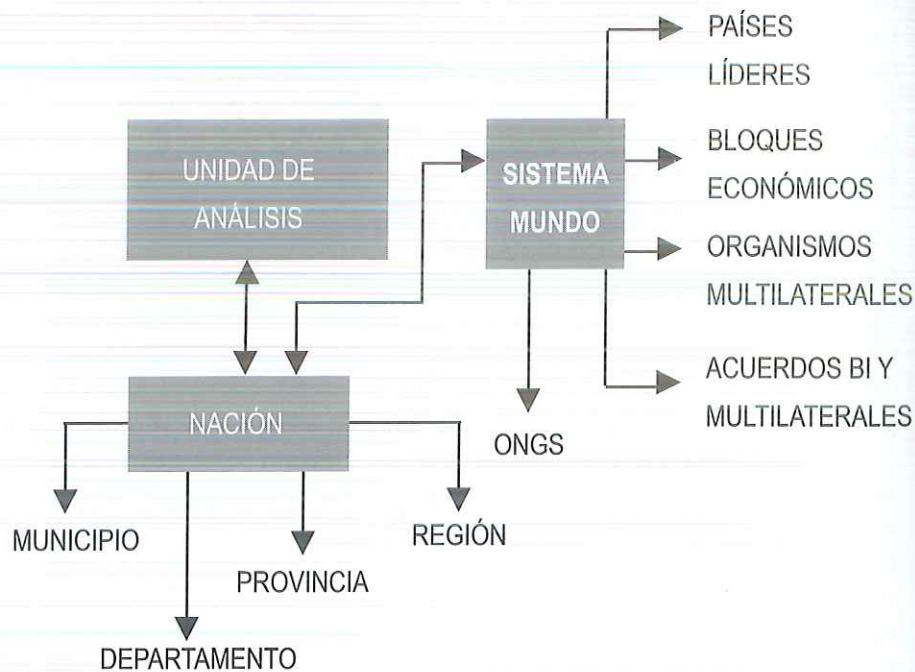 PAÍSES
LÍDERES
UNIDAD DE
ANÁLISIS
SISTEMA
MUNDO
BLOQUES
ECONÓMICOS
ORGANISMOS
MULTILATERALES
ACUERDOS BI Y
MULTILATERALES
ONGS
NACIÓN
MUNICIPIO
DEPARTAMENTO
PROVINCIA
REGIÓN